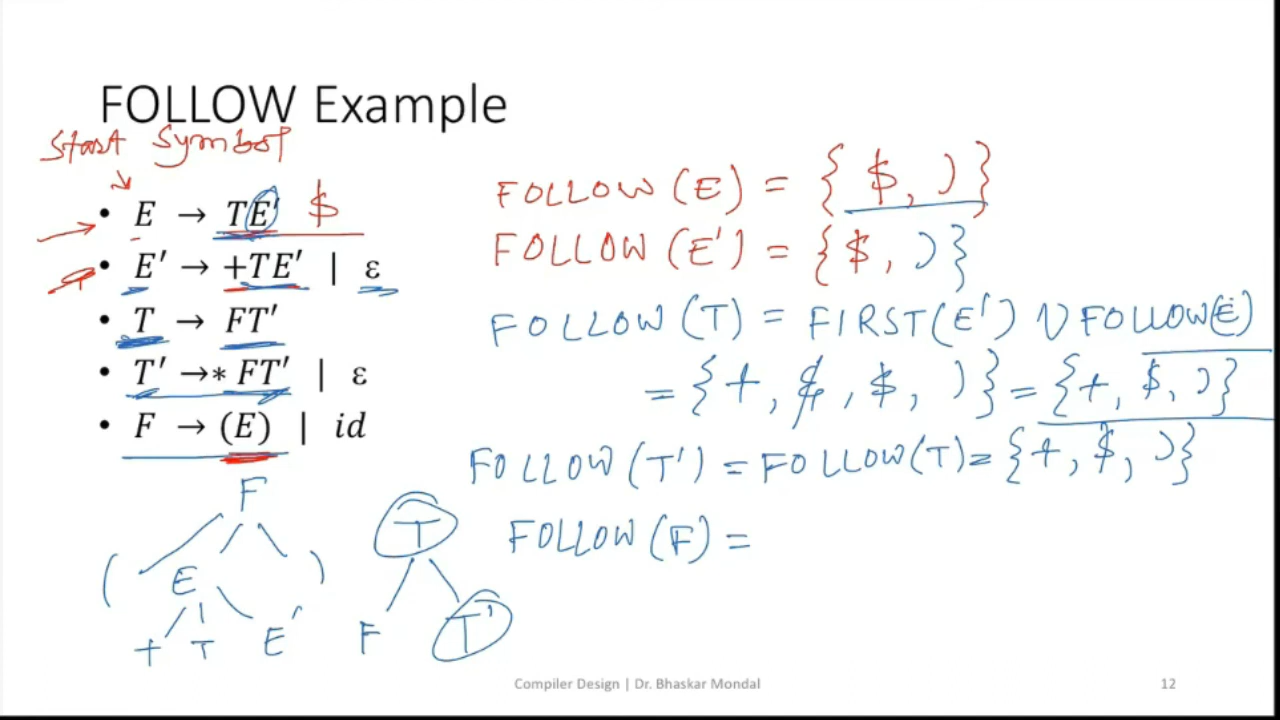 FOLLOW Example
Start Symbol
• E → TE' $
• E' → +TE' | ε
• T → FT'
• T' →* FT' | ε
• F → (E) | id
FOLLOW (E) = { $, ) }
FOLLOW (E') = { $, ) }
FOLLOW (T) = FIRST(E') ∪ FOLLOW(E)
= { +, $, $, ) } = { +, $, ) }
FOLLOW (T') = FOLLOW(T) = { +, $, ) }
FOLLOW (F) =
F
( E )
+ T E'
T
F T'
Compiler Design | Dr. Bhaskar Mondal
12